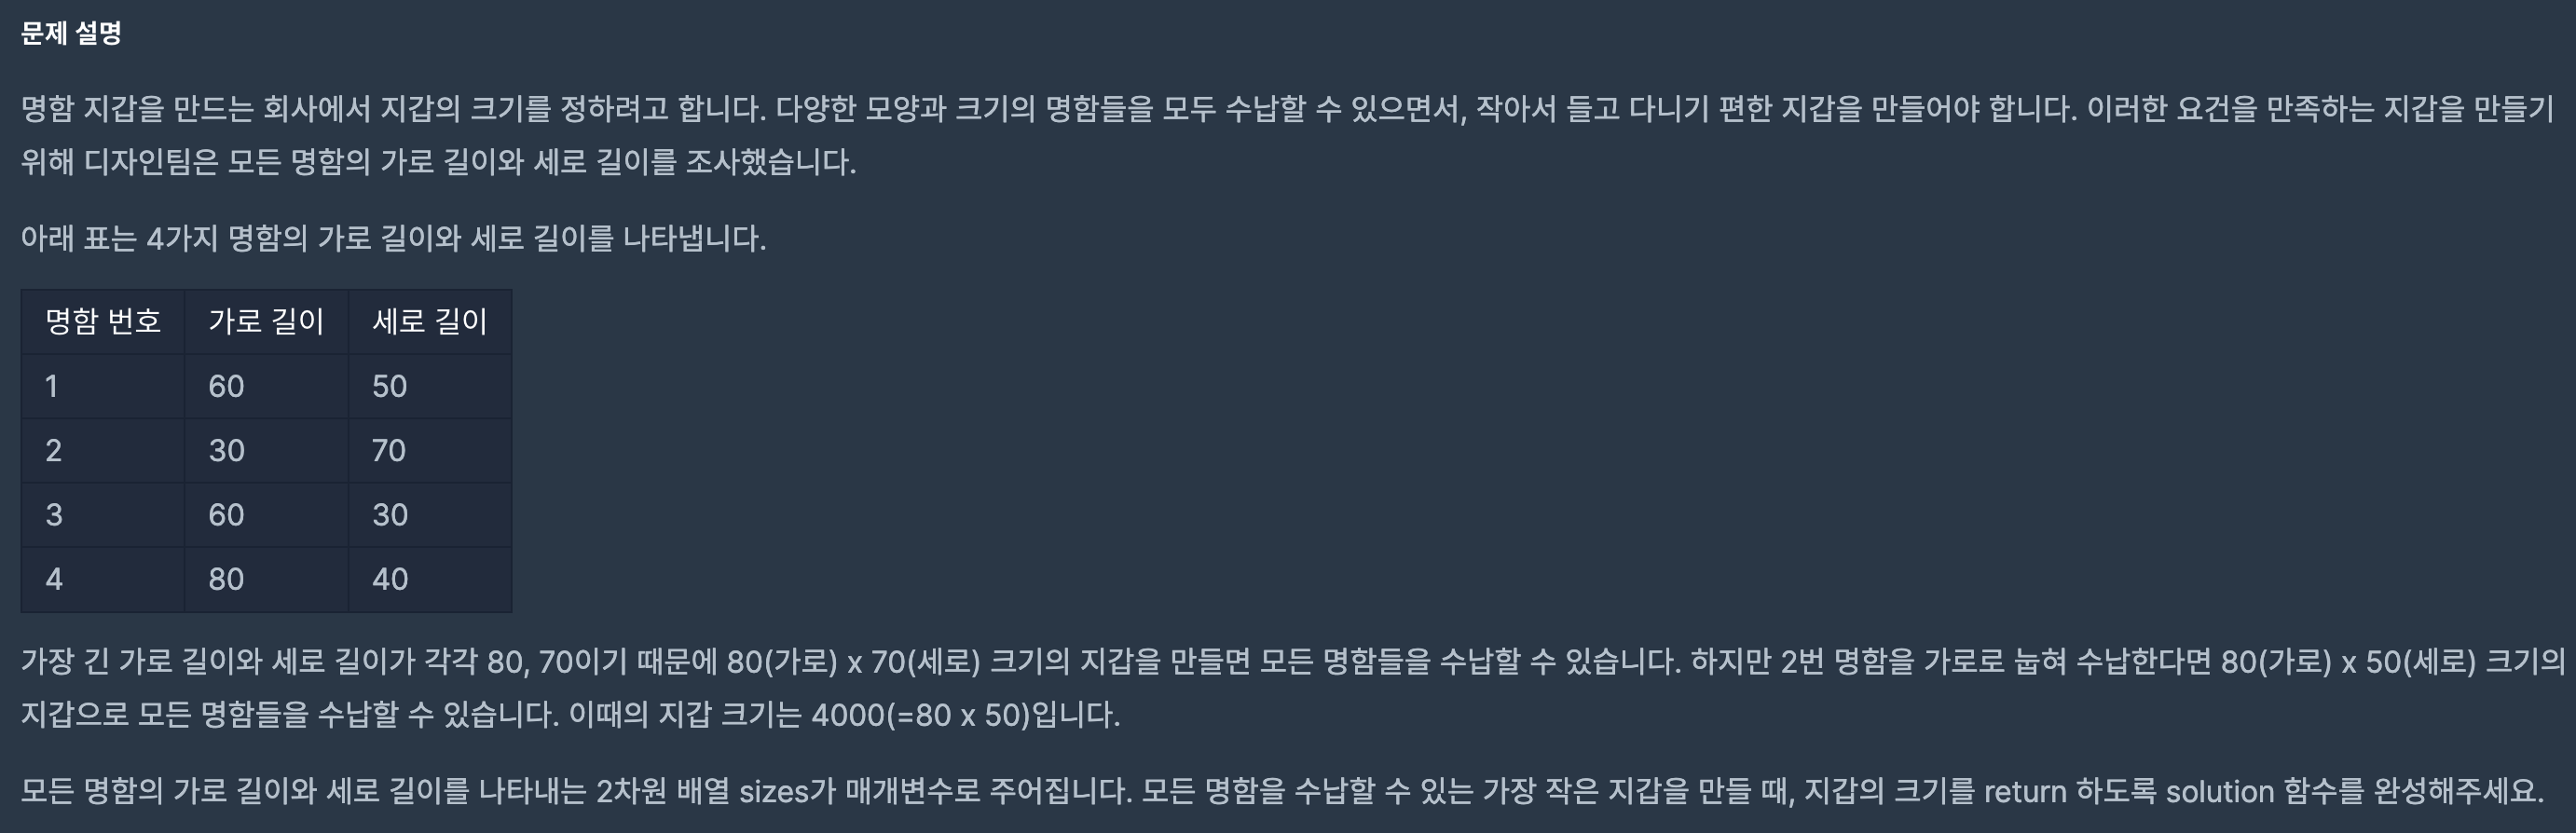 문제 설명
명함 지갑을 만드는 회사에서 지갑의 크기를 정하려고 합니다. 다양한 모양과 크기의 명함들을 모두 수납할 수 있으면서, 작아서 들고 다니기 편한 지갑을 만들어야 합니다. 이러한 요건을 만족하는 지갑을 만들기
위해 디자인팀은 모든 명함의 가로 길이와 세로 길이를 조사했습니다.
아래 표는 4가지 명함의 가로 길이와 세로 길이를 나타냅니다.
명함 번호 가로 길이 세로 길이
1 60 50
2 30 70
3 60 30
4 80 40
가장 긴 가로 길이와 세로 길이가 각각 80, 70이기 때문에 80(가로) x 70(세로) 크기의 지갑을 만들면 모든 명함들을 수납할 수 있습니다. 하지만 2번 명함을 가로로 눕혀 수납한다면 80(가로) x 50(세로) 크기의
지갑으로 모든 명함들을 수납할 수 있습니다. 이때의 지갑 크기는 4000(=80 x 50)입니다.
모든 명함의 가로 길이와 세로 길이를 나타내는 2차원 배열 sizes가 매개변수로 주어집니다. 모든 명함을 수납할 수 있는 가장 작은 지갑을 만들 때, 지갑의 크기를 return 하도록 solution 함수를 완성해주세요.